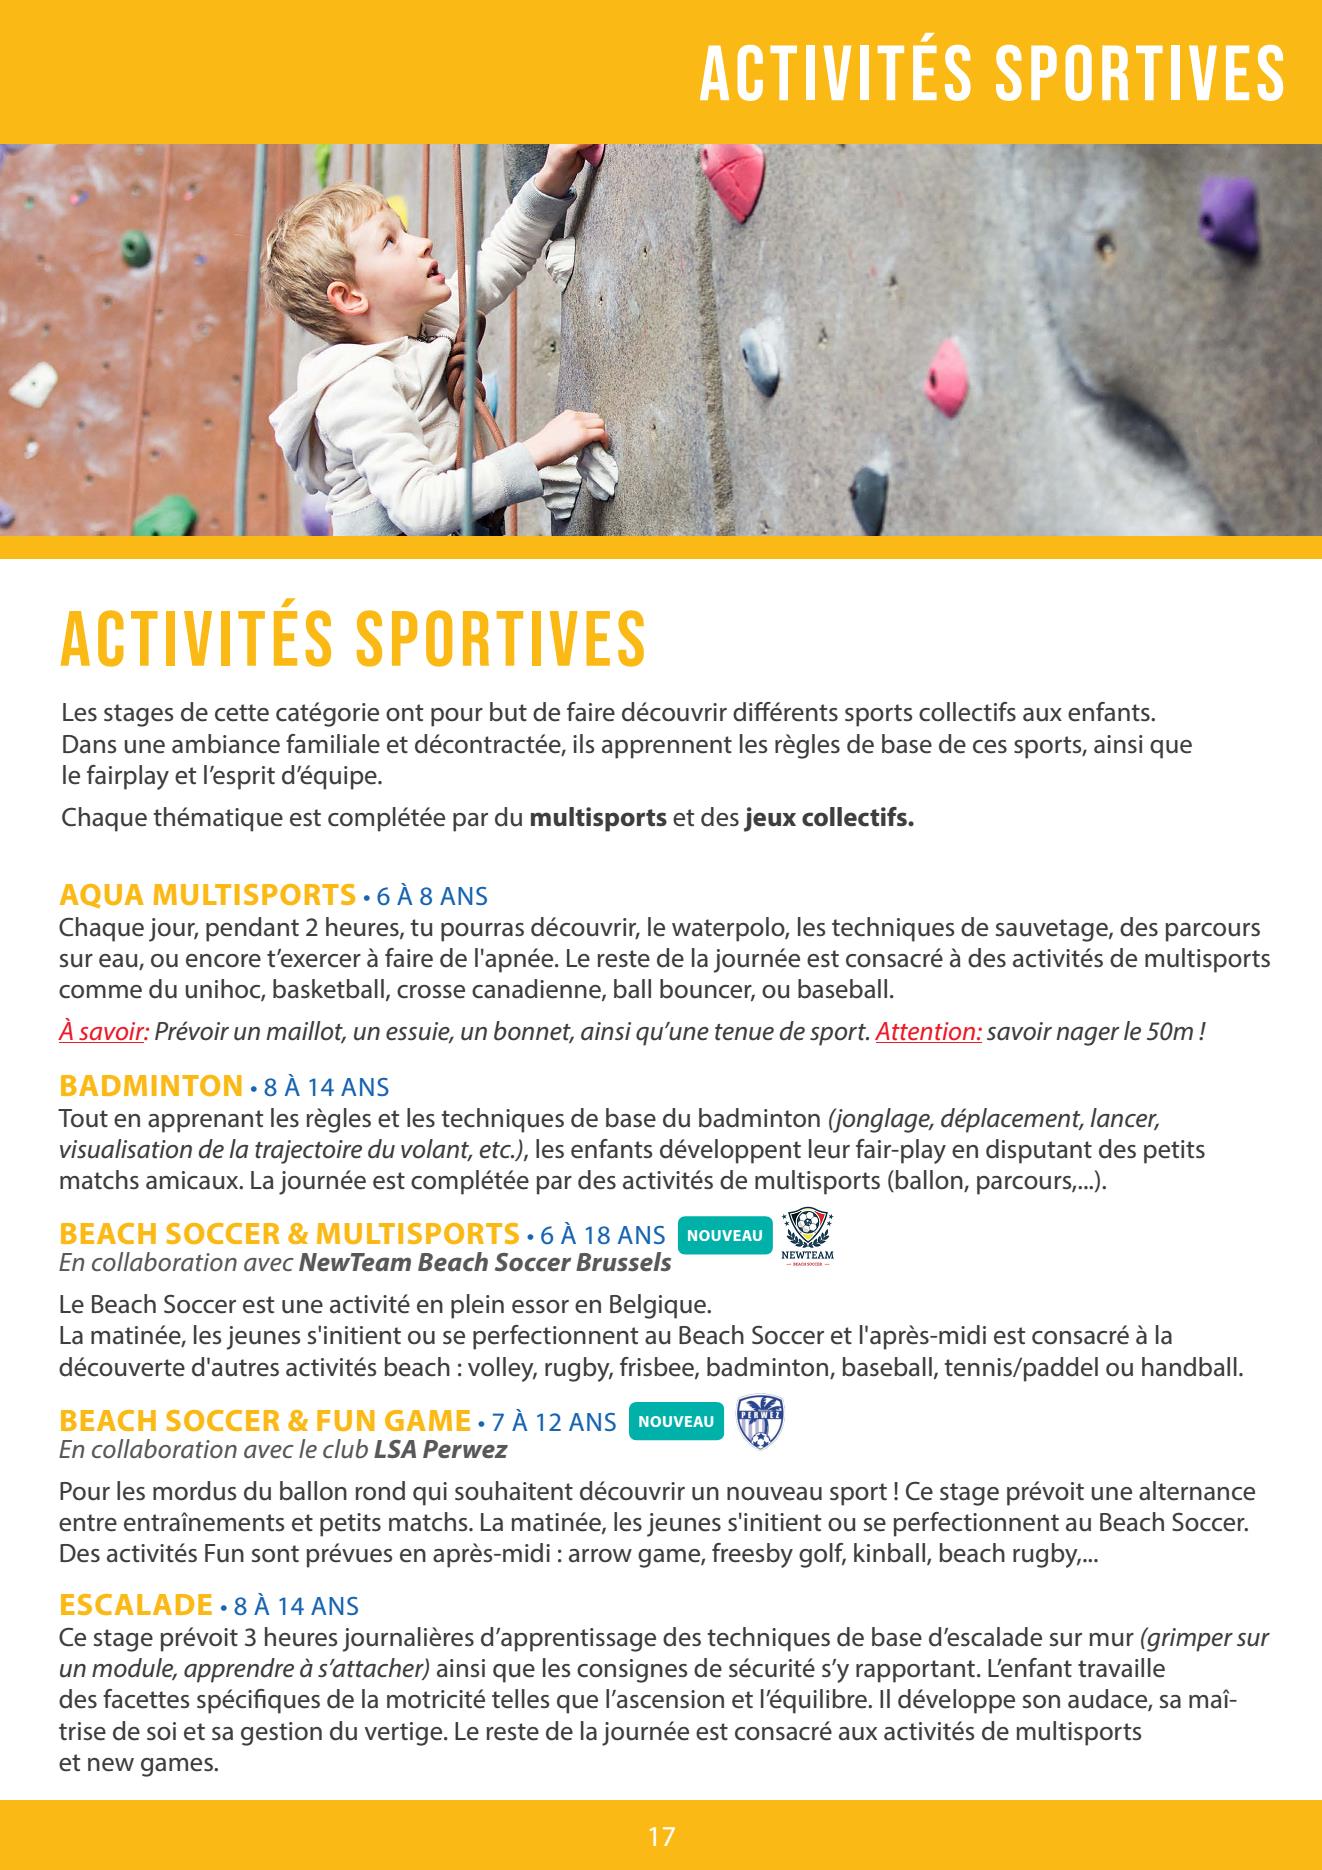 ACTIVITÉS SPORTIVES
ACTIVITÉS SPORTIVES
Les stages de cette catégorie ont pour but de faire découvrir différents sports collectifs aux enfants.
Dans une ambiance familiale et décontractée, ils apprennent les règles de base de ces sports, ainsi que
le fairplay et l’esprit d’équipe.
Chaque thématique est complétée par du multisports et des jeux collectifs.
AQUA MULTISPORTS • 6 À 8 ANS
Chaque jour, pendant 2 heures, tu pourras découvrir, le waterpolo, les techniques de sauvetage, des parcours
sur eau, ou encore t’exercer à faire de l'apnée. Le reste de la journée est consacré à des activités de multisports
comme du unihoc, basketball, crosse canadienne, ball bouncer, ou baseball.
À savoir: Prévoir un maillot, un essuie, un bonnet, ainsi qu’une tenue de sport. Attention: savoir nager le 50m !
BADMINTON • 8 À 14 ANS
Tout en apprenant les règles et les techniques de base du badminton (jonglage, déplacement, lancer,
visualisation de la trajectoire du volant, etc.), les enfants développent leur fair-play en disputant des petits
matchs amicaux. La journée est complétée par des activités de multisports (ballon, parcours,...).
BEACH SOCCER & MULTISPORTS • 6 À 18 ANS NOUVEAU
NEWTEAM
BEACH SOCCER
En collaboration avec NewTeam Beach Soccer Brussels
Le Beach Soccer est une activité en plein essor en Belgique.
La matinée, les jeunes s'initient ou se perfectionnent au Beach Soccer et l'après-midi est consacré à la
découverte d'autres activités beach : volley, rugby, frisbee, badminton, baseball, tennis/paddel ou handball.
BEACH SOCCER & FUN GAME • 7 À 12 ANS NOUVEAU
PERWEZ
En collaboration avec le club LSA Perwez
Pour les mordus du ballon rond qui souhaitent découvrir un nouveau sport ! Ce stage prévoit une alternance
entre entraînements et petits matchs. La matinée, les jeunes s'initient ou se perfectionnent au Beach Soccer.
Des activités Fun sont prévues en après-midi : arrow game, freesby golf, kinball, beach rugby,...
ESCALADE • 8 À 14 ANS
Ce stage prévoit 3 heures journalières d’apprentissage des techniques de base d’escalade sur mur (grimper sur
un module, apprendre à s’attacher) ainsi que les consignes de sécurité s’y rapportant. L’enfant travaille
des facettes spécifiques de la motricité telles que l’ascension et l’équilibre. Il développe son audace, sa maî-
trise de soi et sa gestion du vertige. Le reste de la journée est consacré aux activités de multisports
et new games.
17